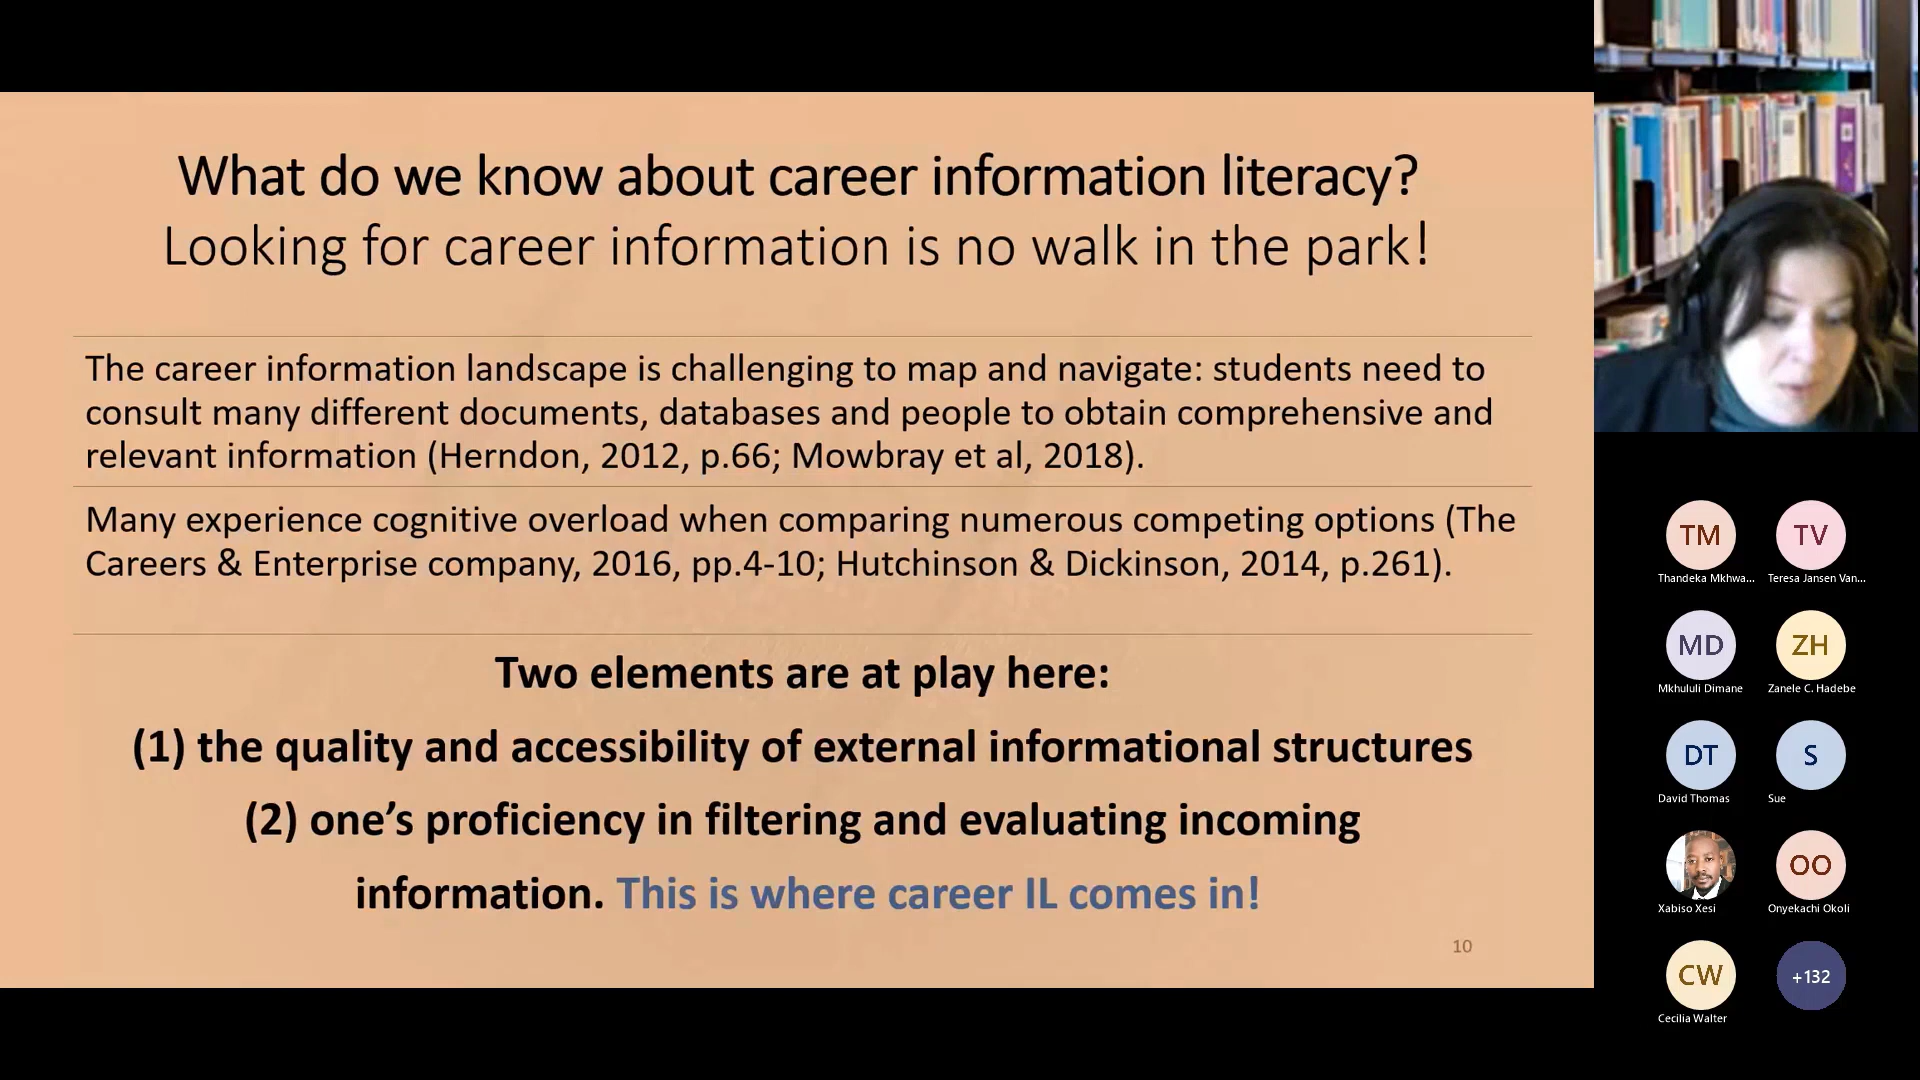 What do we know about career information literacy?
Looking for career information is no walk in the park!
The career information landscape is challenging to map and navigate: students need to
consult many different documents, databases and people to obtain comprehensive and
relevant information (Herndon, 2012, p.66; Mowbray et al, 2018).
Many experience cognitive overload when comparing numerous competing options (The
Careers & Enterprise company, 2016, pp.4-10; Hutchinson & Dickinson, 2014, p.261).
Two elements are at play here:
(1) the quality and accessibility of external informational structures
(2) one’s proficiency in filtering and evaluating incoming
information. This is where career IL comes in!
10
TM
TV
Thandeka Mkhwa...
Teresa Jansen Van...
MD
ZH
Mkhululi Dimane
Zanele C. Hadebe
DT
S
David Thomas
Sue
OO
Xabiso Xesi
Onyekachi Okoli
CW
+132
Cecilia Walter